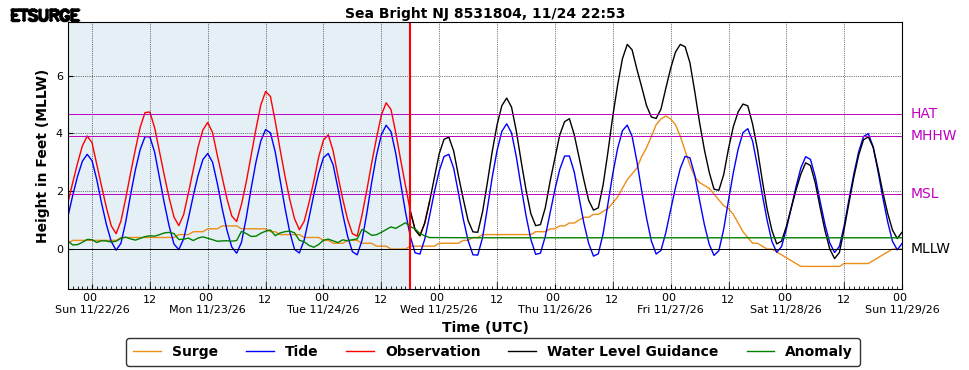 ETSURGE
Sea Bright NJ 8531804, 11/24 22:53
Height in Feet (MLLW)
6
4
2
0
HAT
MHHW
MSL
MLLW
00 12 00 12 00 12 00 12 00 12 00 12 00 12 00
Sun 11/22/26 Mon 11/23/26 Tue 11/24/26 Wed 11/25/26 Thu 11/26/26 Fri 11/27/26 Sat 11/28/26 Sun 11/29/26
Time (UTC)
Surge Tide Observation Water Level Guidance Anomaly